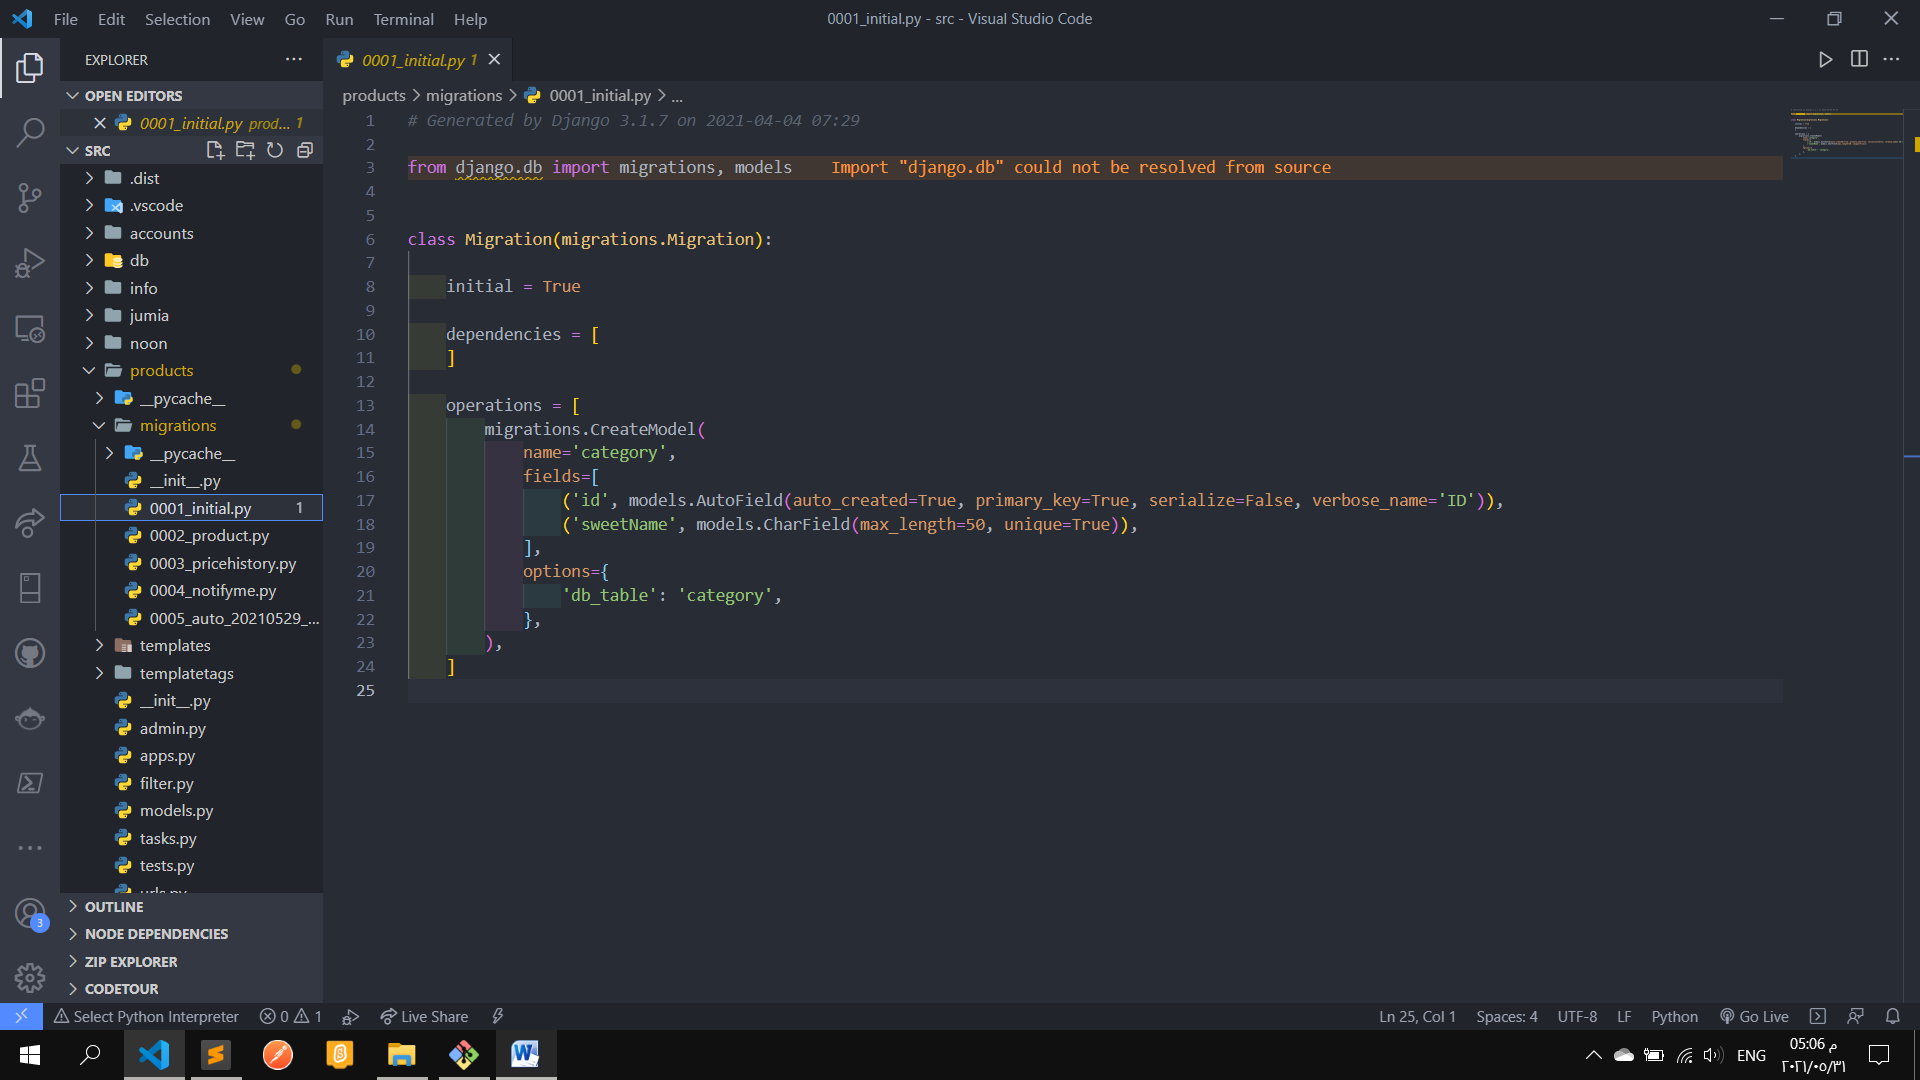 File Edit Selection View Go Run Terminal Help
0001_initial.py - src - Visual Studio Code
EXPLORER
OPEN EDITORS
0001_initial.py prod... 1
SRC
.dist
.vscode
accounts
db
info
jumia
noon
products
__pycache__
migrations
__pycache__
__init__.py
0001_initial.py 1
0002_product.py
0003_pricehistory.py
0004_notifyme.py
0005_auto_20210529_...
templates
templatetags
__init__.py
admin.py
apps.py
filter.py
models.py
tasks.py
tests.py
urls.py
OUTLINE
NODE DEPENDENCIES
ZIP EXPLORER
CODETOUR
3
0001_initial.py 1
products > migrations > 0001_initial.py > ...
1 # Generated by Django 3.1.7 on 2021-04-04 07:29
2
3 from django.db import migrations, models Import "django.db" could not be resolved from source
4
5
6 class Migration(migrations.Migration):
7
8 initial = True
9
10 dependencies = [
11 ]
12
13 operations = [
14 migrations.CreateModel(
15 name='category',
16 fields=[
17 ('id', models.AutoField(auto_created=True, primary_key=True, serialize=False, verbose_name='ID')),
18 ('sweetName', models.CharField(max_length=50, unique=True)),
19 ],
20 options={
21 'db_table': 'category',
22 },
23 ),
24 ]
25
Select Python Interpreter 0 1 Live Share
Ln 25, Col 1 Spaces: 4 UTF-8 LF Python Go Live
ENG
05:06 م
٢٠٢١/٠٥/٣١